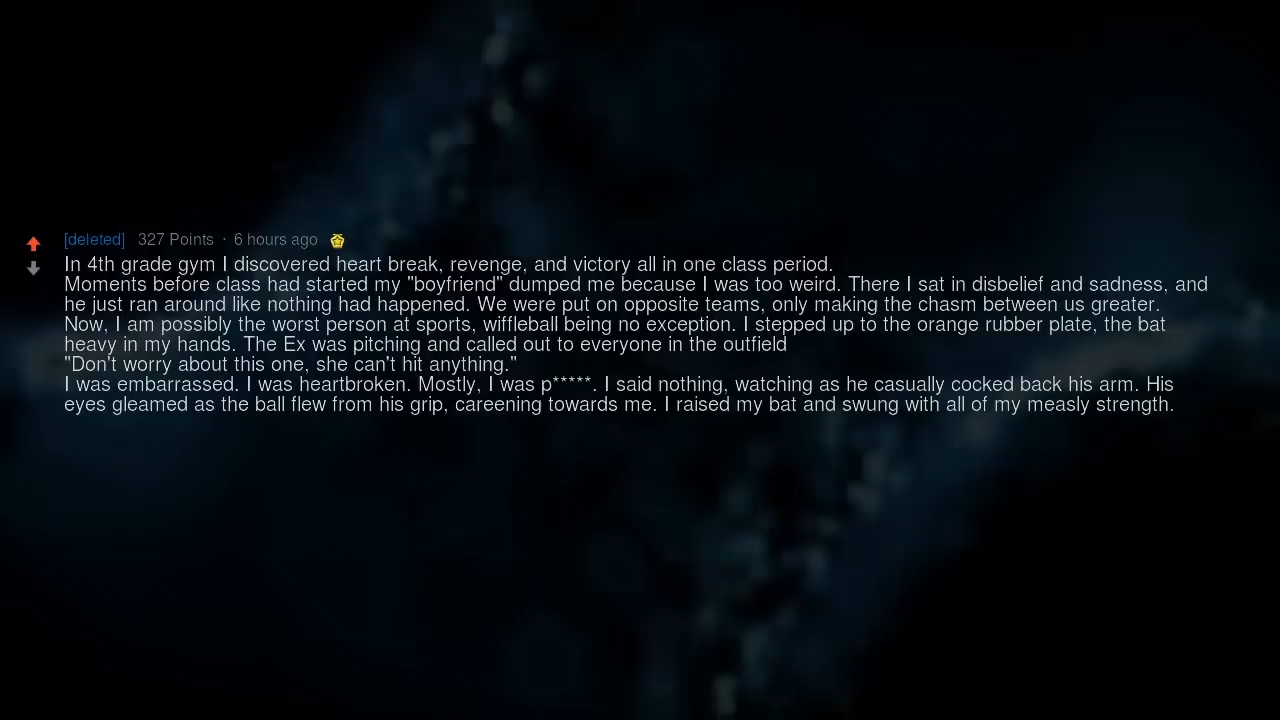 [deleted] 327 Points · 6 hours ago
In 4th grade gym I discovered heart break, revenge, and victory all in one class period.
Moments before class had started my "boyfriend" dumped me because I was too weird. There I sat in disbelief and sadness, and
he just ran around like nothing had happened. We were put on opposite teams, only making the chasm between us greater.
Now, I am possibly the worst person at sports, wiffleball being no exception. I stepped up to the orange rubber plate, the bat
heavy in my hands. The Ex was pitching and called out to everyone in the outfield
"Don't worry about this one, she can't hit anything."
I was embarrassed. I was heartbroken. Mostly, I was p*****. I said nothing, watching as he casually cocked back his arm. His
eyes gleamed as the ball flew from his grip, careening towards me. I raised my bat and swung with all of my measly strength.